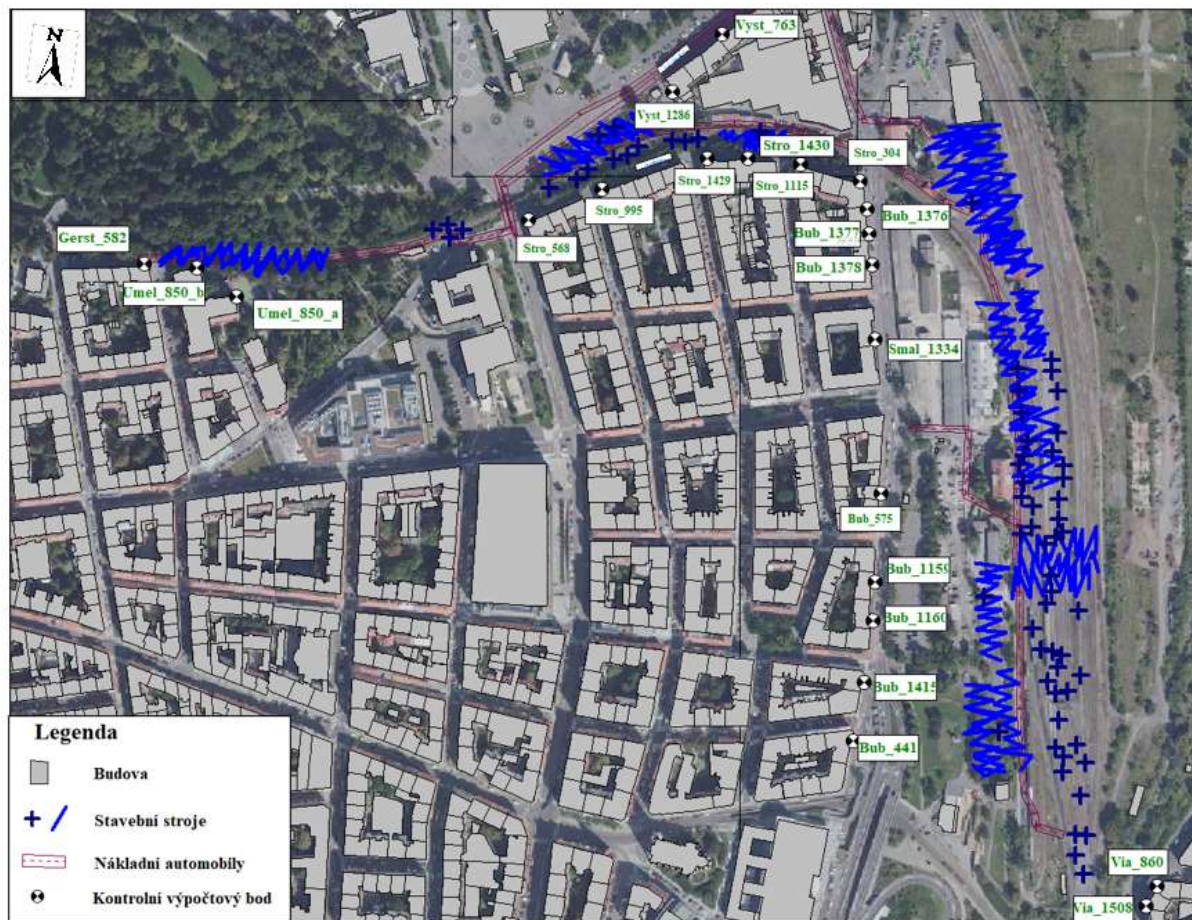 N
Vyst_763
Vyst_1286
Stro_1430
Stro_304
Stro_1429
Stro_1115
Stro_995
Bub_1376
Stro_568
Bub_1377
Gerst_582
Bub_1378
Umel_850_b
Umel_850_a
Smal_1334
Bub_575
Bub_1159
Bub_1160
Bub_1415
Bub_441
Legenda
Budova
Stavební stroje
Nákladní automobily
Kontrolní výpočtový bod
Via_860
Via_1508